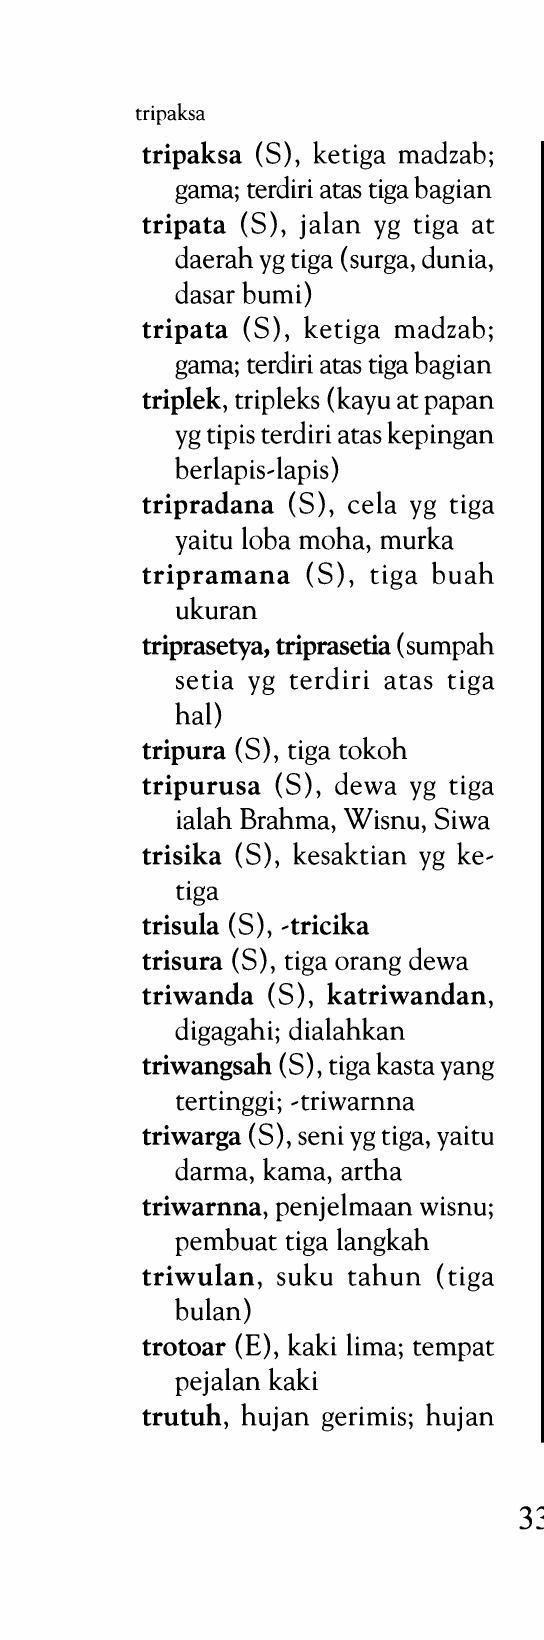 tripaksa
tripaksa (S), ketiga madzab;
gama; terdiri atas tiga bagian
tripata (S), jalan yg tiga at
daerah yg tiga (surga, dunia,
dasar bumi)
tripata (S), ketiga madzab;
gama; terdiri atas tiga bagian
triplek, tripleks (kayu at papan
yg tipis terdiri atas kepingan
berlapis-lapis)
tripradana (S), cela yg tiga
yaitu loba moha, murka
tripramana (S), tiga buah
ukuran
triprasetya, triprasetia (sumpah
setia yg terdiri atas tiga
hal)
tripura (S), tiga tokoh
tripurusa (S), dewa yg tiga
ialah Brahma, Wisnu, Siwa
trisika (S), kesaktian yg ke-
tiga
trisula (S), -tricika
trisura (S), tiga orang dewa
triwanda (S), katriwandan,
digagahi; dialahkan
triwangsah (S), tiga kasta yang
tertinggi; -triwarnna
triwarga (S), seni yg tiga, yaitu
darma, kama, artha
triwarnna, penjelmaan wisnu;
pembuat tiga langkah
triwulan, suku tahun (tiga
bulan)
trotoar (E), kaki lima; tempat
pejalan kaki
trutuh, hujan gerimis; hujan